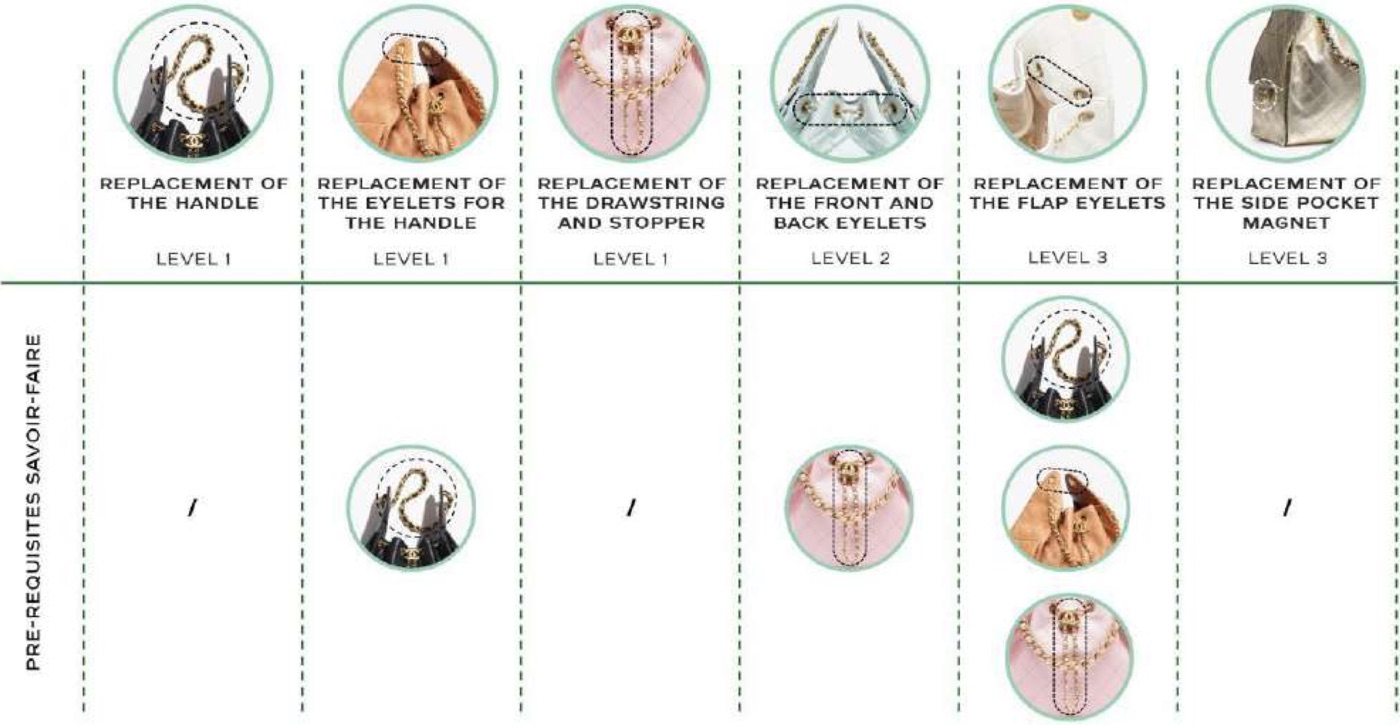 REPLACEMENT OF
THE HANDLE
LEVEL 1
REPLACEMENT OF
THE EYELETS FOR
THE HANDLE
LEVEL 1
REPLACEMENT OF
THE DRAWSTRING
AND STOPPER
LEVEL 1
REPLACEMENT OF
THE FRONT AND
BACK EYELETS
LEVEL 2
REPLACEMENT OF
THE FLAP EYELETS
LEVEL 3
REPLACEMENT OF
THE SIDE POCKET
MAGNET
LEVEL 3
PRE-REQUISITES SAVOIR-FAIRE
/
/
/